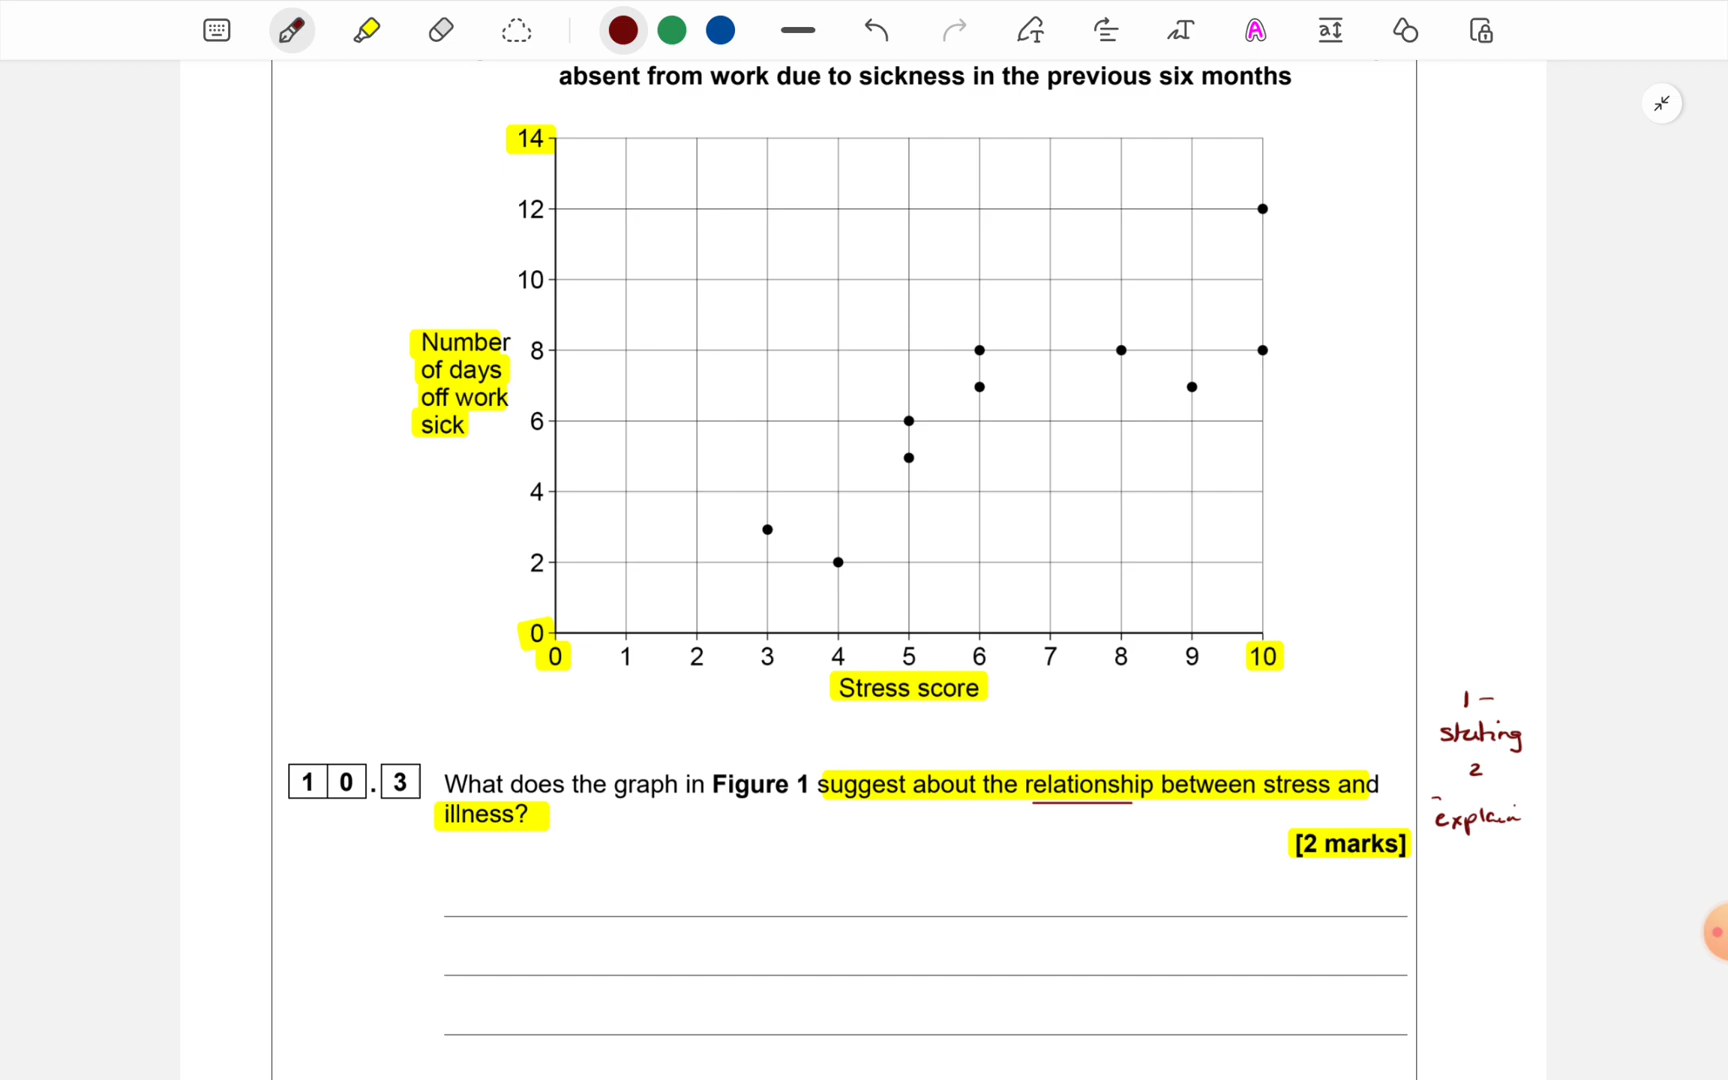 absent from work due to sickness in the previous six months
14
12
10
8
6
4
2
0
Number
of days
off work
sick
0 1 2 3 4 5 6 7 8 9 10
Stress score
1 0 . 3 What does the graph in Figure 1 suggest about the relationship between stress and
illness?
[2 marks]
1 -
stating
2
- explain